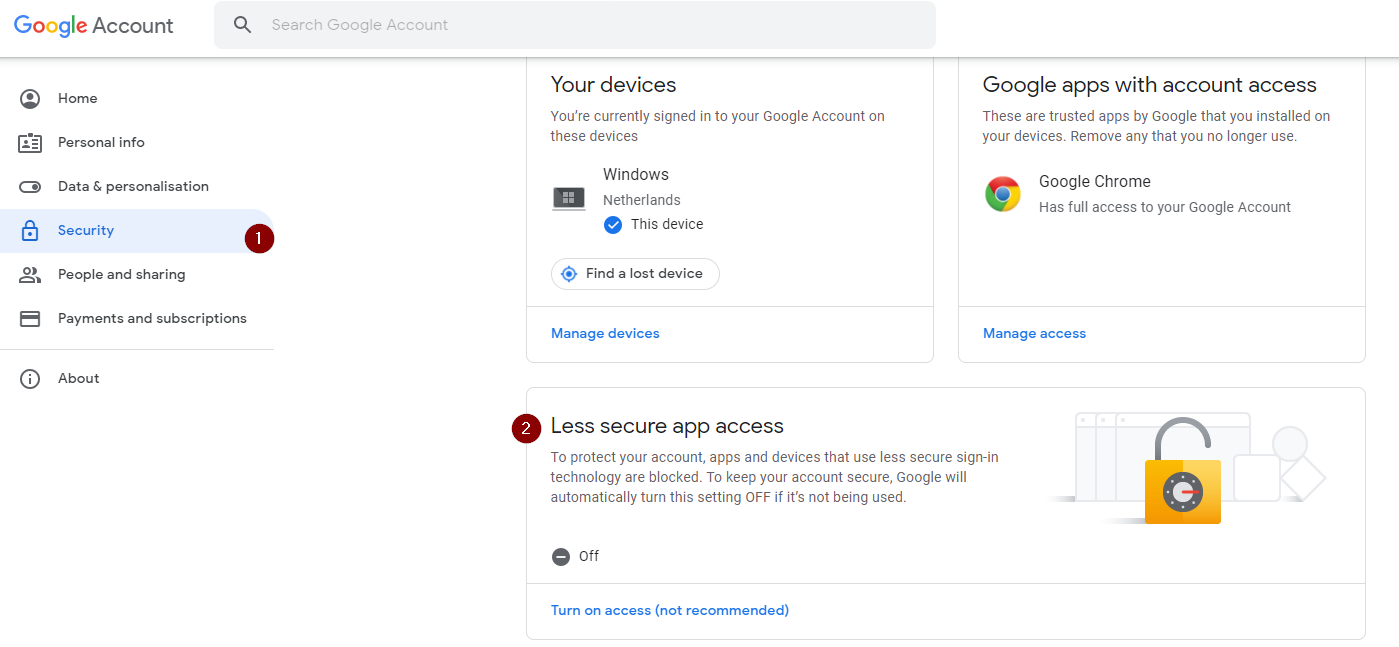 Google Account
Search Google Account
Home
Personal info
Data & personalisation
Security
1
People and sharing
Payments and subscriptions
About
Your devices
You're currently signed in to your Google Account on
these devices
Windows
Netherlands
This device
Find a lost device
Manage devices
Google apps with account access
These are trusted apps by Google that you installed on
your devices. Remove any that you no longer use.
Google Chrome
Has full access to your Google Account
Manage access
2
Less secure app access
To protect your account, apps and devices that use less secure sign-in
technology are blocked. To keep your account secure, Google will
automatically turn this setting OFF if it's not being used.
Off
Turn on access (not recommended)